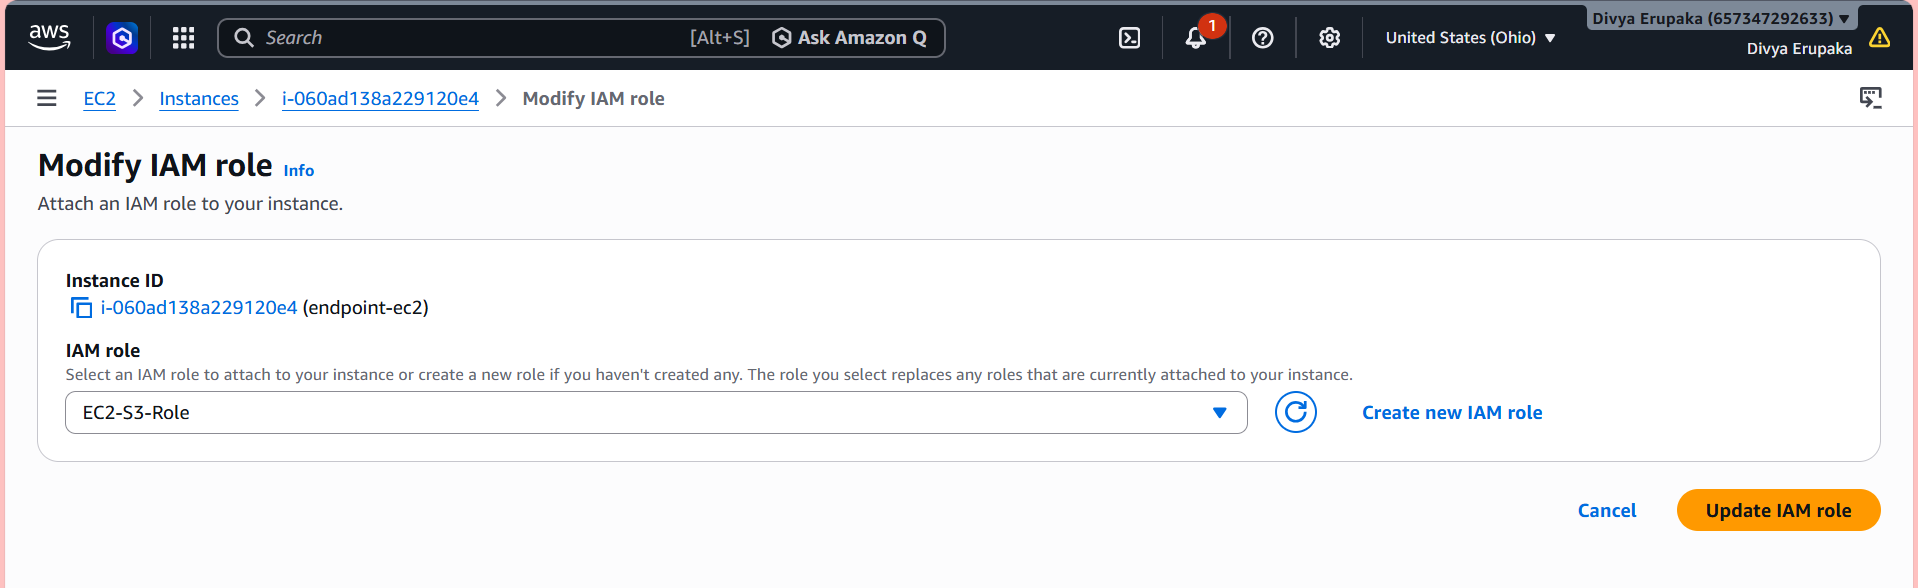 aws
Search [Alt+S] Ask Amazon Q
1
United States (Ohio)
Divya Erupaka (657347292633)
Divya Erupaka
EC2 Instances i-060ad138a229120e4 Modify IAM role
Modify IAM role Info
Attach an IAM role to your instance.
Instance ID
i-060ad138a229120e4 (endpoint-ec2)
IAM role
Select an IAM role to attach to your instance or create a new role if you haven't created any. The role you select replaces any roles that are currently attached to your instance.
EC2-S3-Role
Create new IAM role
Cancel Update IAM role